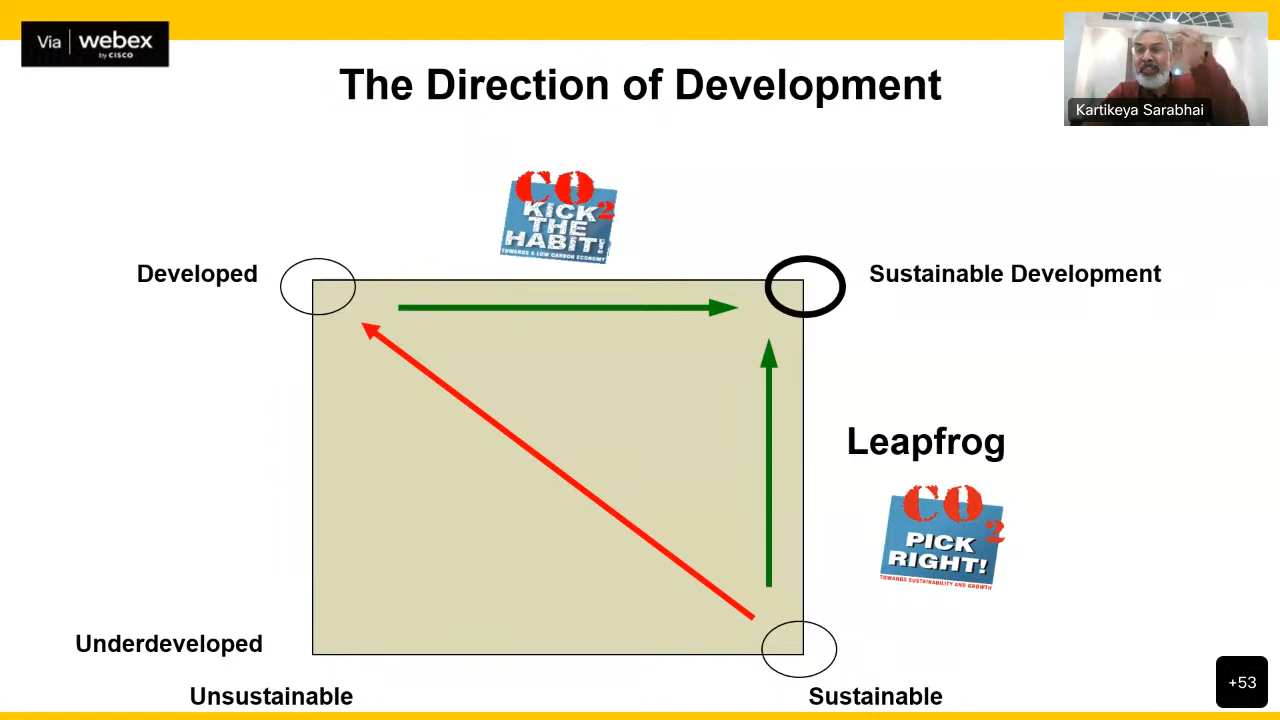 Via webex
by CISCO
The Direction of Development
Kartikeya Sarabhai
CO2
KICK
THE
HABIT!
TOWARDS A LOW CARBON ECONOMY
Developed
Sustainable Development
Leapfrog
CO2
PICK
RIGHT!
TOWARDS SUSTAINABILITY AND GROWTH
Underdeveloped
Unsustainable
Sustainable
+53